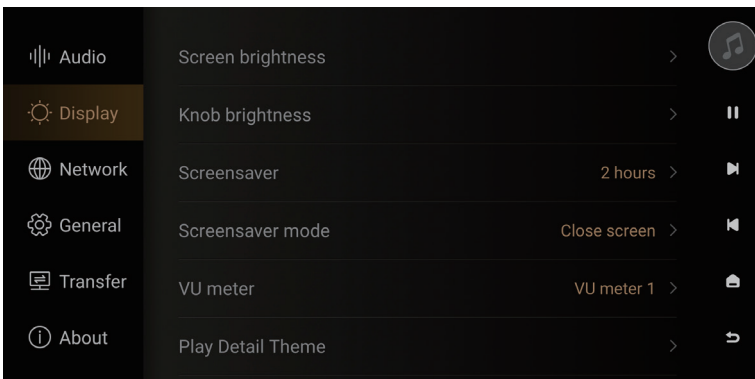 Audio
Display
Network
General
Transfer
About
Screen brightness
Knob brightness
Screensaver 2 hours
Screensaver mode Close screen
VU meter VU meter 1
Play Detail Theme